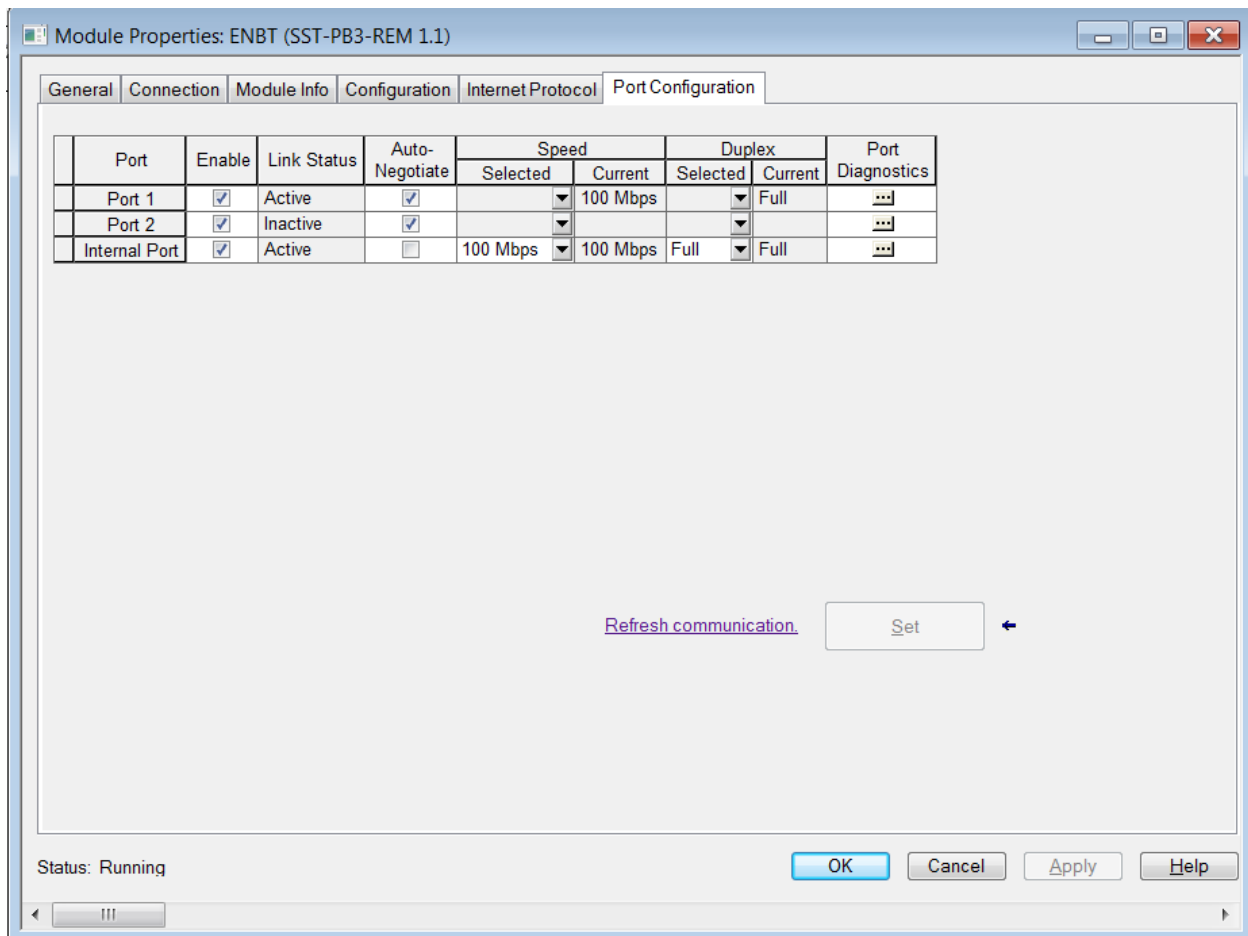 Module Properties: ENBT (SST-PB3-REM 1.1)
General Connection Module Info Configuration Internet Protocol Port Configuration
Port Enable Link Status Auto-Negotiate Speed Duplex Port Diagnostics
Selected Current Selected Current
Port 1 Active 100 Mbps Full ...
Port 2 Inactive ...
Internal Port Active 100 Mbps 100 Mbps Full Full ...
Refresh communication. Set
Status: Running OK Cancel Apply Help